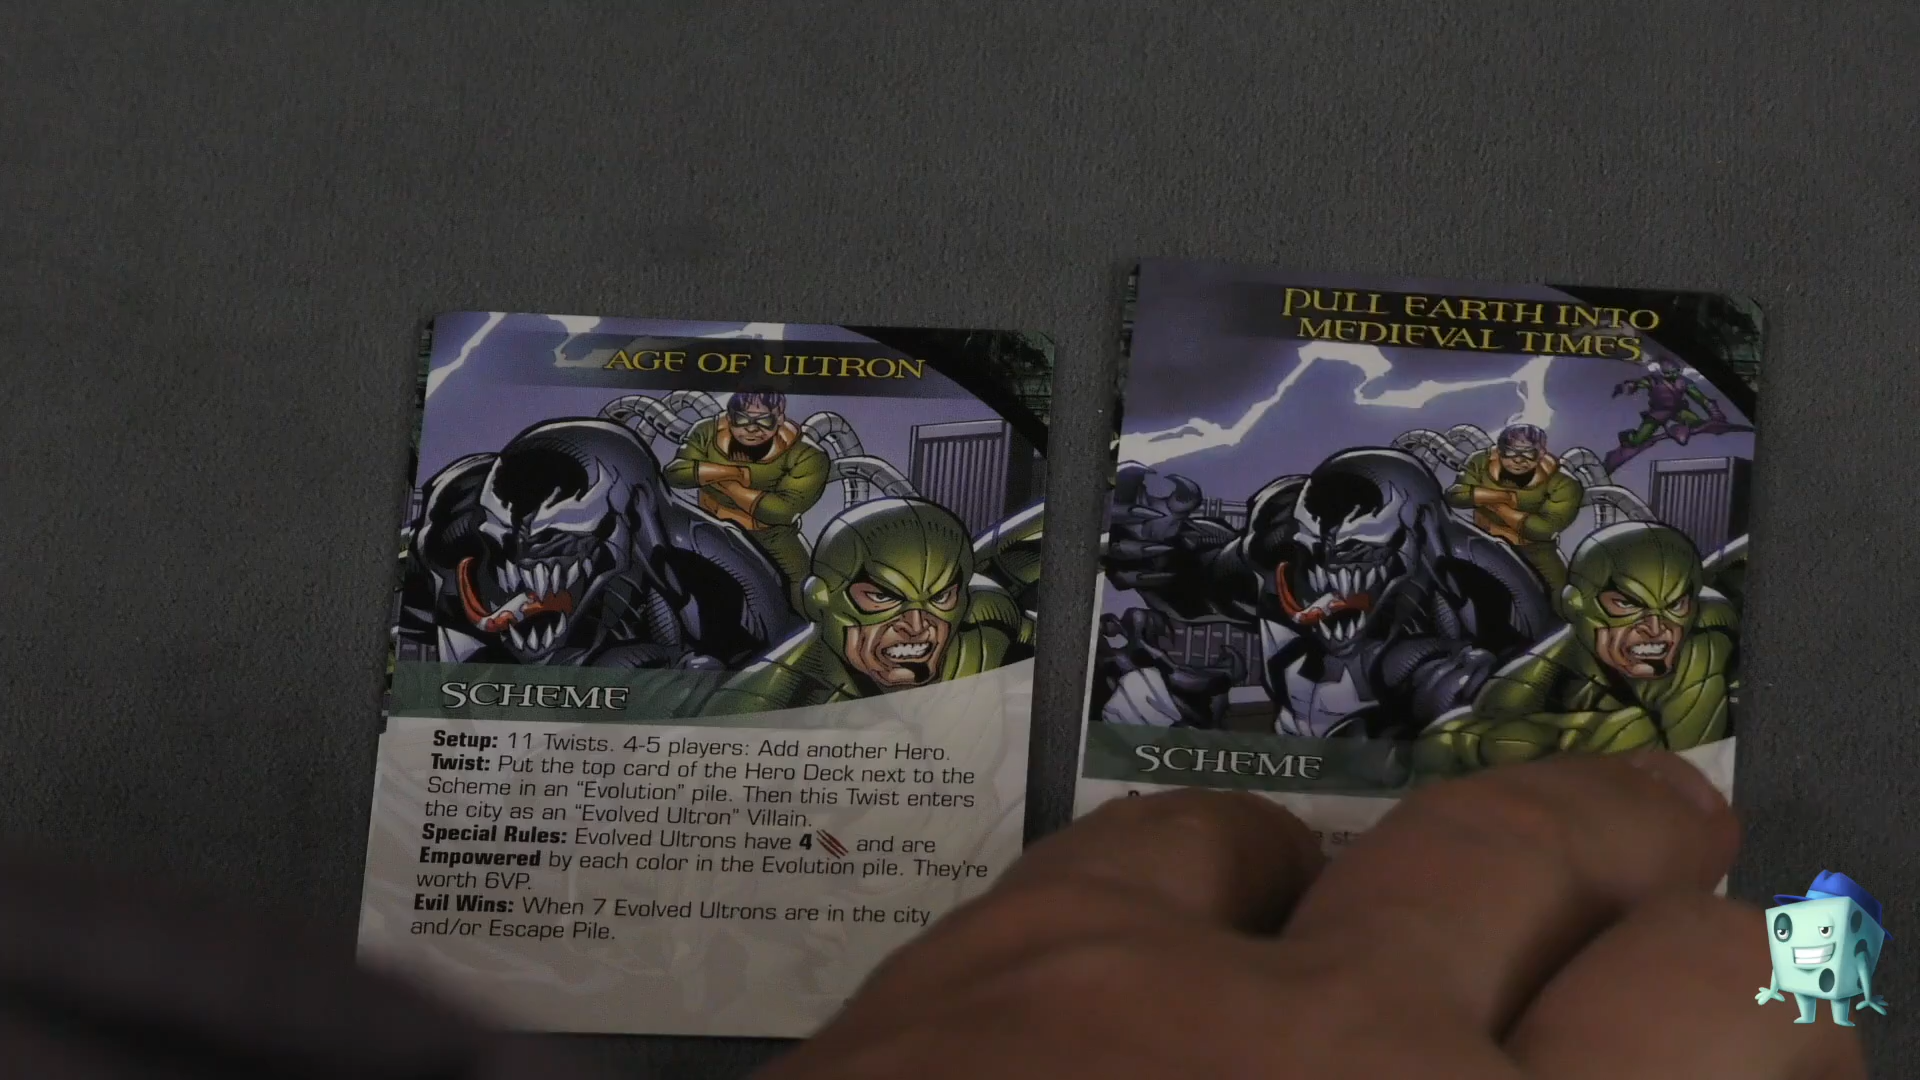 AGE OF ULTRON
SCHEME
Setup: 11 Twists. 4-5 players: Add another Hero.
Twist: Put the top card of the Hero Deck next to the
Scheme in an “Evolution” pile. Then this Twist enters
the city as an “Evolved Ultron” Villain.
Special Rules: Evolved Ultrons have 4 and are
Empowered by each color in the Evolution pile. They're
worth 6VP.
Evil Wins: When 7 Evolved Ultrons are in the city
and/or Escape Pile.
PULL EARTH INTO
MEDIEVAL TIMES
SCHEME